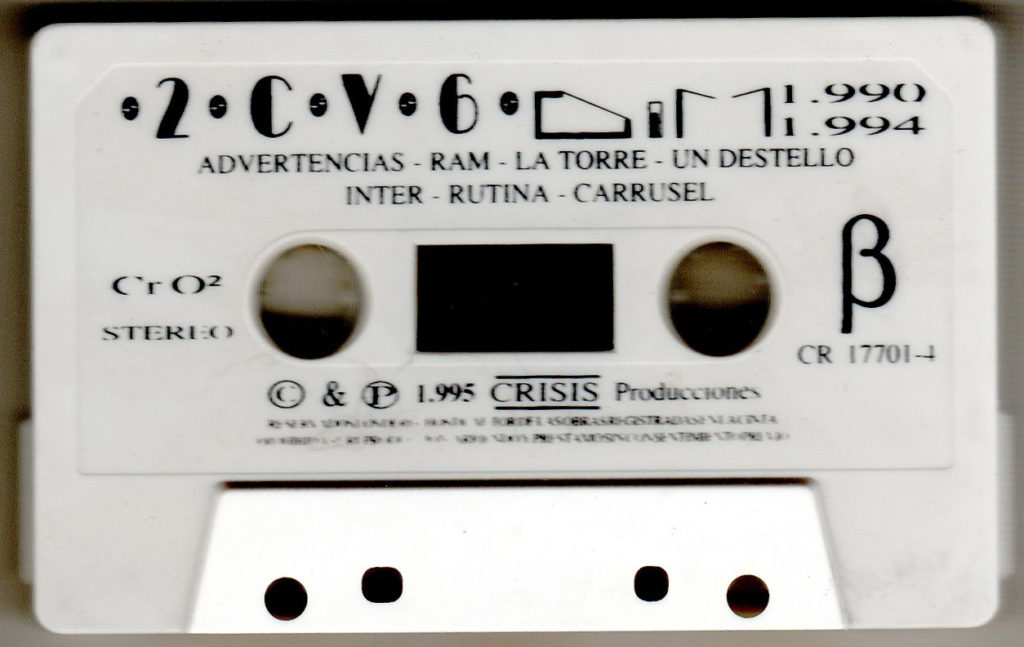 ·2·C·V·6· DiM 1.990
1.994
ADVERTENCIAS - RAM - LA TORRE - UN DESTELLO
INTER - RUTINA - CARRUSEL
β
Cr O²
STEREO
CR 17701-4
© & ℗ 1.995 CRISIS Producciones